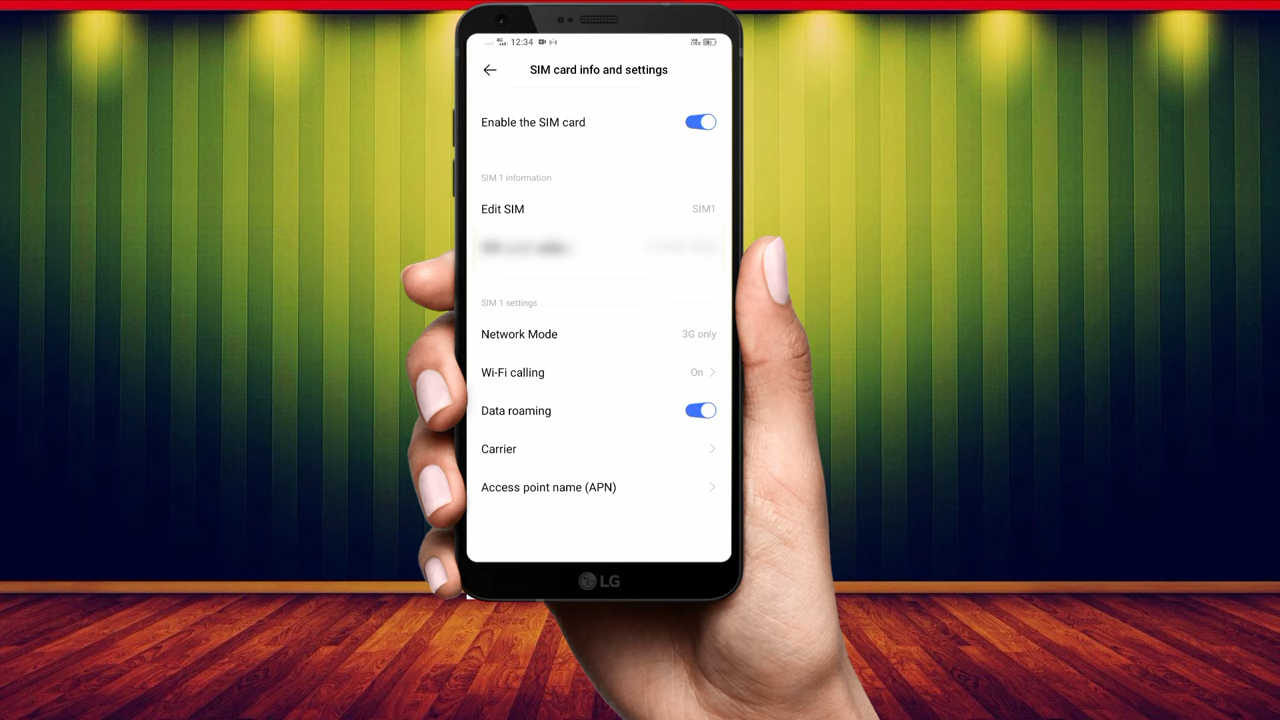 4G 12:34
SIM card info and settings
Enable the SIM card
SIM 1 information
Edit SIM SIM1
SIM 1 settings
Network Mode 3G only
Wi-Fi calling On
Data roaming
Carrier
Access point name (APN)
LG